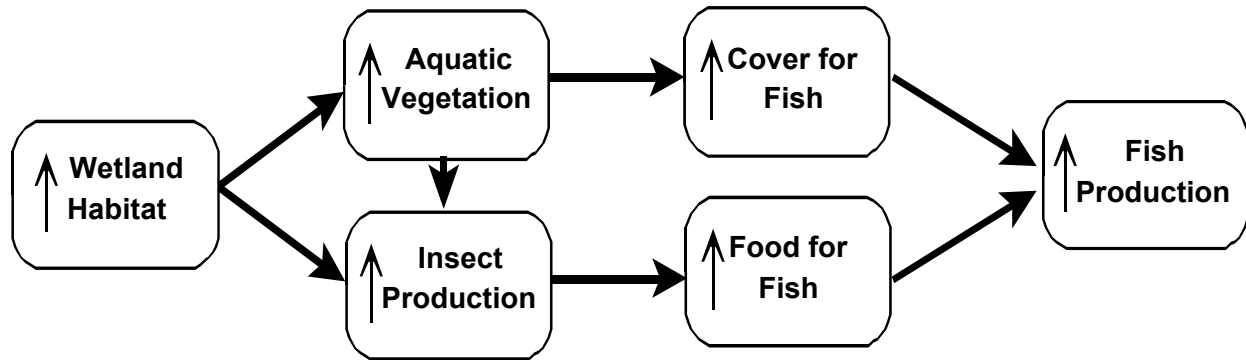 Wetland
Habitat
Aquatic
Vegetation
Insect
Production
Cover for
Fish
Food for
Fish
Fish
Production